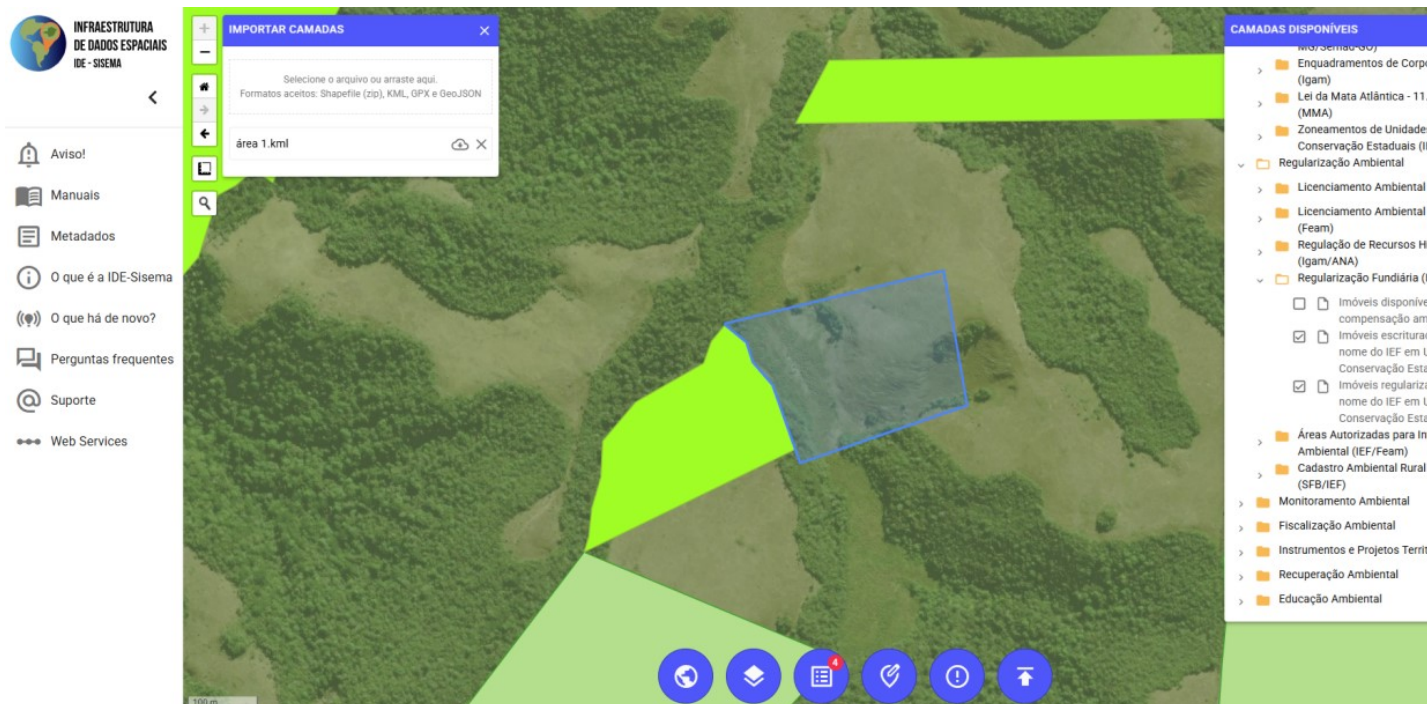 INFRAESTRUTURA
DE DADOS ESPACIAIS
IDE - SISEMA
Aviso!
Manuais
Metadados
O que é a IDE-Sisema
O que há de novo?
Perguntas frequentes
Suporte
Web Services
IMPORTAR CAMADAS
Selecione o arquivo ou arraste aqui.
Formatos aceitos: Shapefile (zip), KML, GPX e GeoJSON
área 1.kml
100 m
4
CAMADAS DISPONÍVEIS
MG/Semad-GO)
Enquadramentos de Corpo
(Igam)
Lei da Mata Atlântica - 11.
(MMA)
Zoneamentos de Unidades
Conservação Estaduais (I
Regularização Ambiental
Licenciamento Ambiental
Licenciamento Ambiental
(Feam)
Regulação de Recursos H
(Igam/ANA)
Regularização Fundiária (
Imóveis disponíve
compensação am
Imóveis escriturad
nome do IEF em U
Conservação Esta
Imóveis regulariza
nome do IEF em U
Conservação Esta
Áreas Autorizadas para In
Ambiental (IEF/Feam)
Cadastro Ambiental Rural
(SFB/IEF)
Monitoramento Ambiental
Fiscalização Ambiental
Instrumentos e Projetos Territ
Recuperação Ambiental
Educação Ambiental